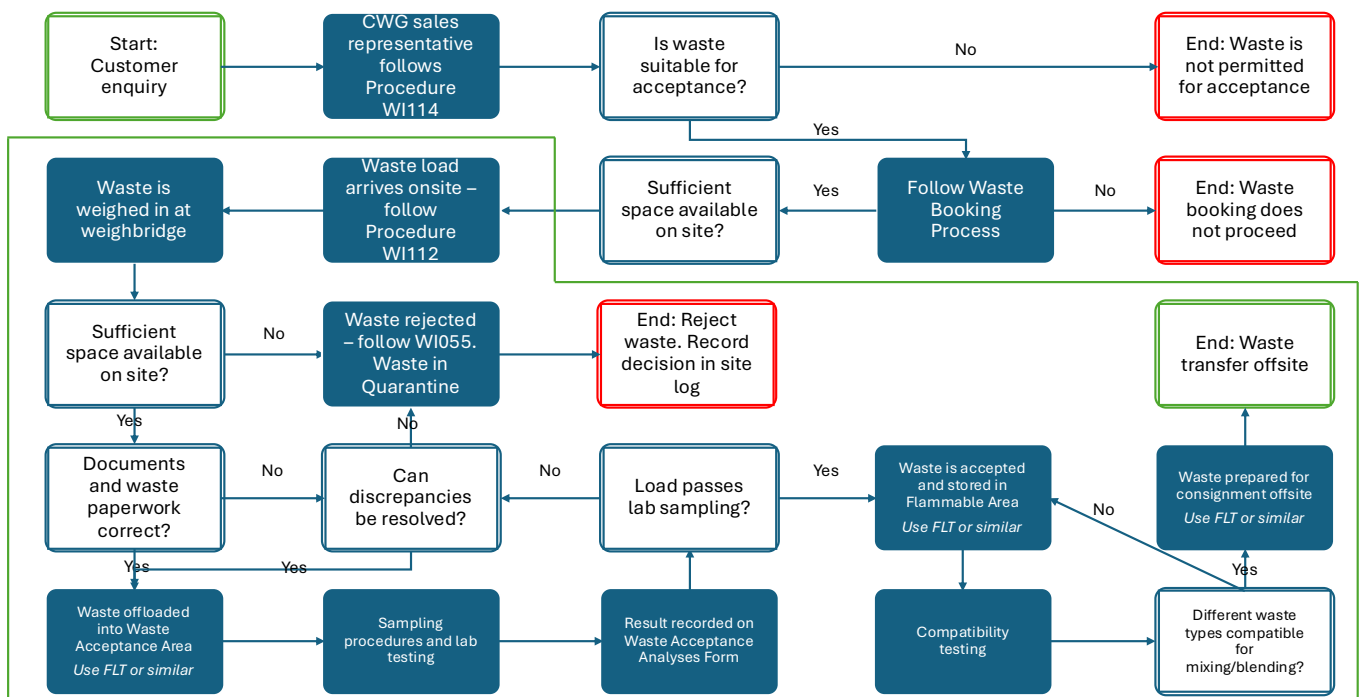 Start:
Customer
enquiry
CWG sales
representative
follows
Procedure
WI114
Is waste
suitable for
acceptance?
No
End: Waste is
not permitted
for acceptance
Yes
Waste is
weighed in at
weighbridge
Waste load
arrives onsite –
follow
Procedure
WI112
Sufficient
space available
on site?
Yes
Follow Waste
Booking
Process
No
End: Waste
booking does
not proceed
Sufficient
space available
on site?
No
Waste rejected
– follow WI055.
Waste in
Quarantine
End: Reject
waste. Record
decision in site
log
End: Waste
transfer offsite
Yes
No
Documents
and waste
paperwork
correct?
No
Can
discrepancies
be resolved?
No
Load passes
lab sampling?
Yes
Waste is accepted
and stored in
Flammable Area
Use FLT or similar
No
Waste prepared for
consignment offsite
Use FLT or similar
Yes
Yes
Yes
Waste offloaded
into Waste
Acceptance Area
Use FLT or similar
Sampling
procedures and lab
testing
Result recorded on
Waste Acceptance
Analyses Form
Compatibility
testing
Different waste
types compatible
for
mixing/blending?